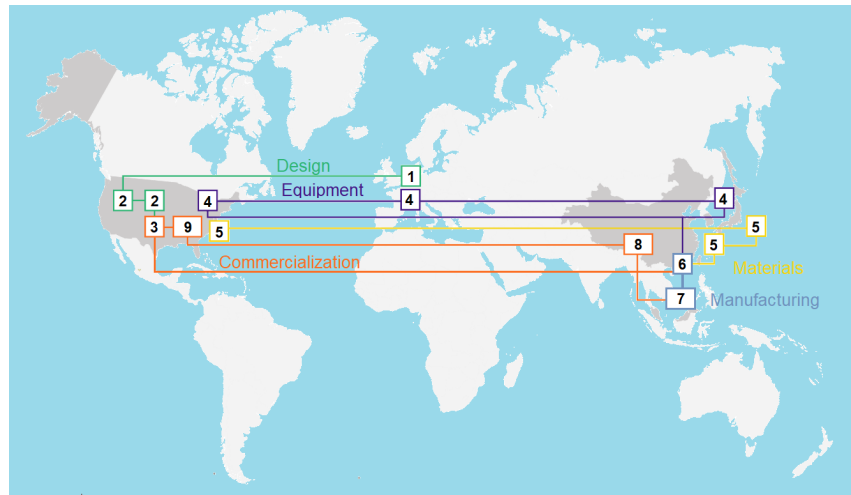 Design
1
Equipment
2
2
4
4
4
3
9
5
5
5
8
Commercialization
6
Materials
7
Manufacturing